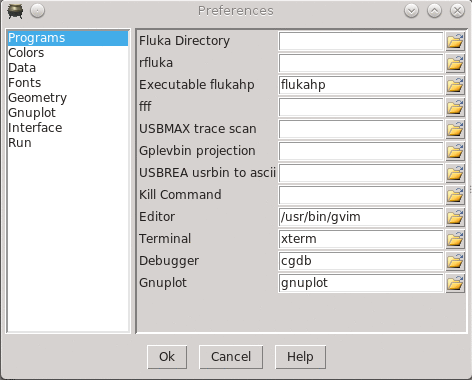 Preferences
Programs
Colors
Data
Fonts
Geometry
Gnuplot
Interface
Run
Fluka Directory
rfluka
Executable flukahp flukahp
fff
USBMAX trace scan
Gplevbin projection
USBREA usrbin to ascii
Kill Command
Editor /usr/bin/gvim
Terminal xterm
Debugger cgdb
Gnuplot gnuplot
Ok Cancel Help